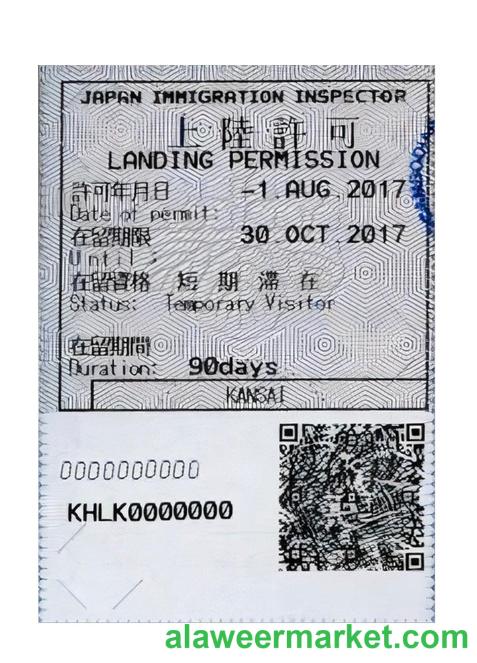 JAPAN IMMIGRATION INSPECTOR
上陸許可
LANDING PERMISSION
許可年月日 -1.AUG.2017
Date of permit:
在留期限 30.OCT.2017
Until :
在留資格 短期滞在
Status: Temporary Visitor
在留期間
Duration: 90days
KANSAI
0000000000
KHLK0000000
alaweermarket.com